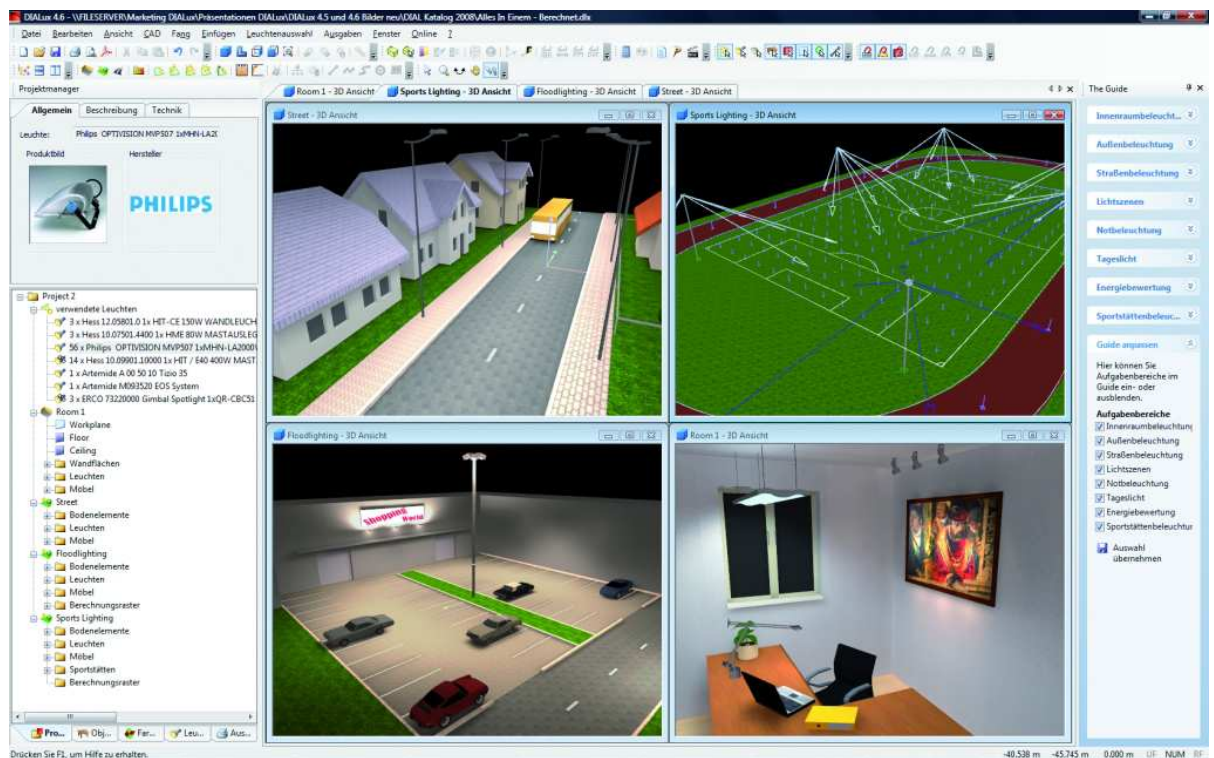 DIALux 4.6 - \\FILESERVER\Marketing DIALux\Präsentationen DIALux\DIALux 4.5 und 4.6 Bilder neu\DIAL Katalog 2008\Alles In Einem - Berechnet.dlx
Datei Bearbeiten Ansicht CAD Fang Einfügen Leuchtenauswahl Ausgaben Fenster Online ?
Projektmanager
Allgemein Beschreibung Technik
Leuchte: Philips OPTIVISION MVP507 1xMHN-LA2(
Produktbild Hersteller
PHILIPS
Project 2
verwendete Leuchten
3 x Hess 12.05801.0 1x HIT-CE 150W WANDLEUCH
3 x Hess 10.07501.4400 1x HME 80W MASTAUSLEG
56 x Philips OPTIVISION MVP507 1xMHN-LA2000
14 x Hess 10.09901.10000 1x HIT / E40 400W MAST
1 x Artemide A 00 50 10 Tizio 35
1 x Artemide M093520 EOS System
3 x ERCO 73220000 Gimbal Spotlight 1xQR-CBC51
Room 1
Workplane
Floor
Ceiling
Wandflächen
Leuchten
Möbel
Street
Bodenelemente
Leuchten
Möbel
Floodlighting
Bodenelemente
Leuchten
Möbel
Berechnungsraster
Sports Lighting
Bodenelemente
Leuchten
Möbel
Sportstätten
Berechnungsraster
Pro... Obj... Far... Leu... Aus...
Room 1 - 3D Ansicht Sports Lighting - 3D Ansicht Floodlighting - 3D Ansicht Street - 3D Ansicht
Street - 3D Ansicht
Sports Lighting - 3D Ansicht
Floodlighting - 3D Ansicht
Shopping
World
Room 1 - 3D Ansicht
The Guide
Innenraumbeleucht...
Außenbeleuchtung
Straßenbeleuchtung
Lichtszenen
Notbeleuchtung
Tageslicht
Energiebewertung
Sportstättenbeleuc...
Guide anpassen
Hier können Sie
Aufgabenbereiche im
Guide ein- oder
ausblenden.
Aufgabenbereiche
Innenraumbeleuchtung
Außenbeleuchtung
Straßenbeleuchtung
Lichtszenen
Notbeleuchtung
Tageslicht
Energiebewertung
Sportstättenbeleuchtur
Auswahl
übernehmen
Drücken Sie F1, um Hilfe zu erhalten.
-40.538 m -45.745 m 0.000 m UF NUM RF